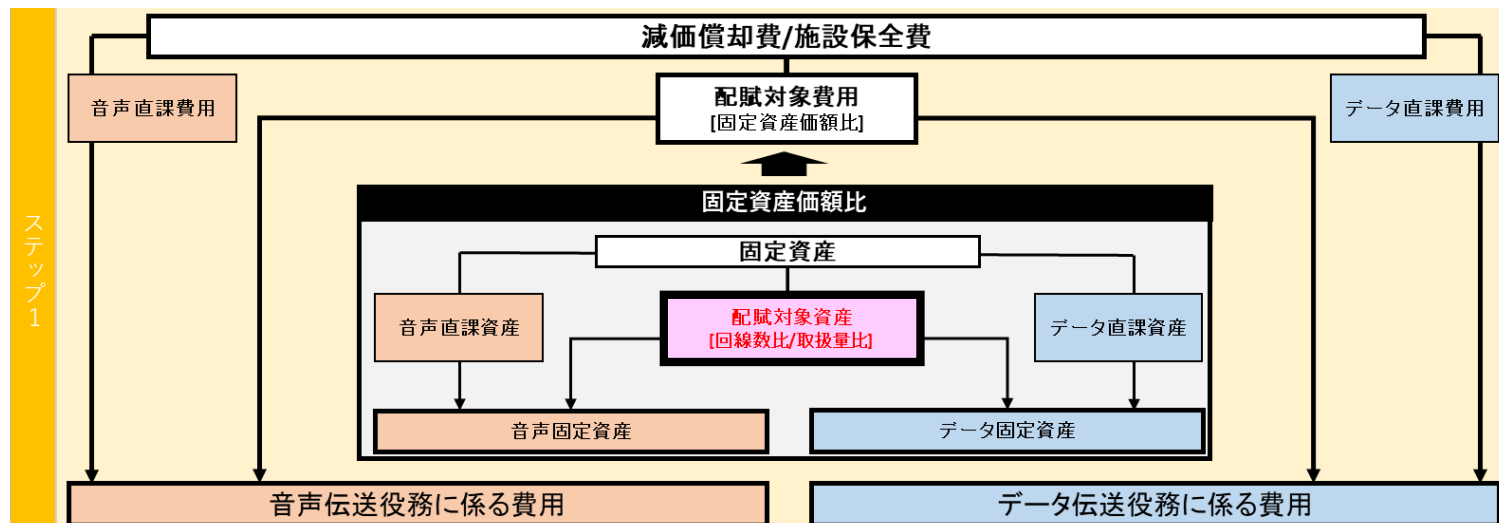 ステップ1
減価償却費/施設保全費
音声直課費用
配賦対象費用
[固定資産価額比]
データ直課費用
固定資産価額比
固定資産
音声直課資産
配賦対象資産
[回線数比/取扱量比]
データ直課資産
音声固定資産
データ固定資産
音声伝送役務に係る費用
データ伝送役務に係る費用